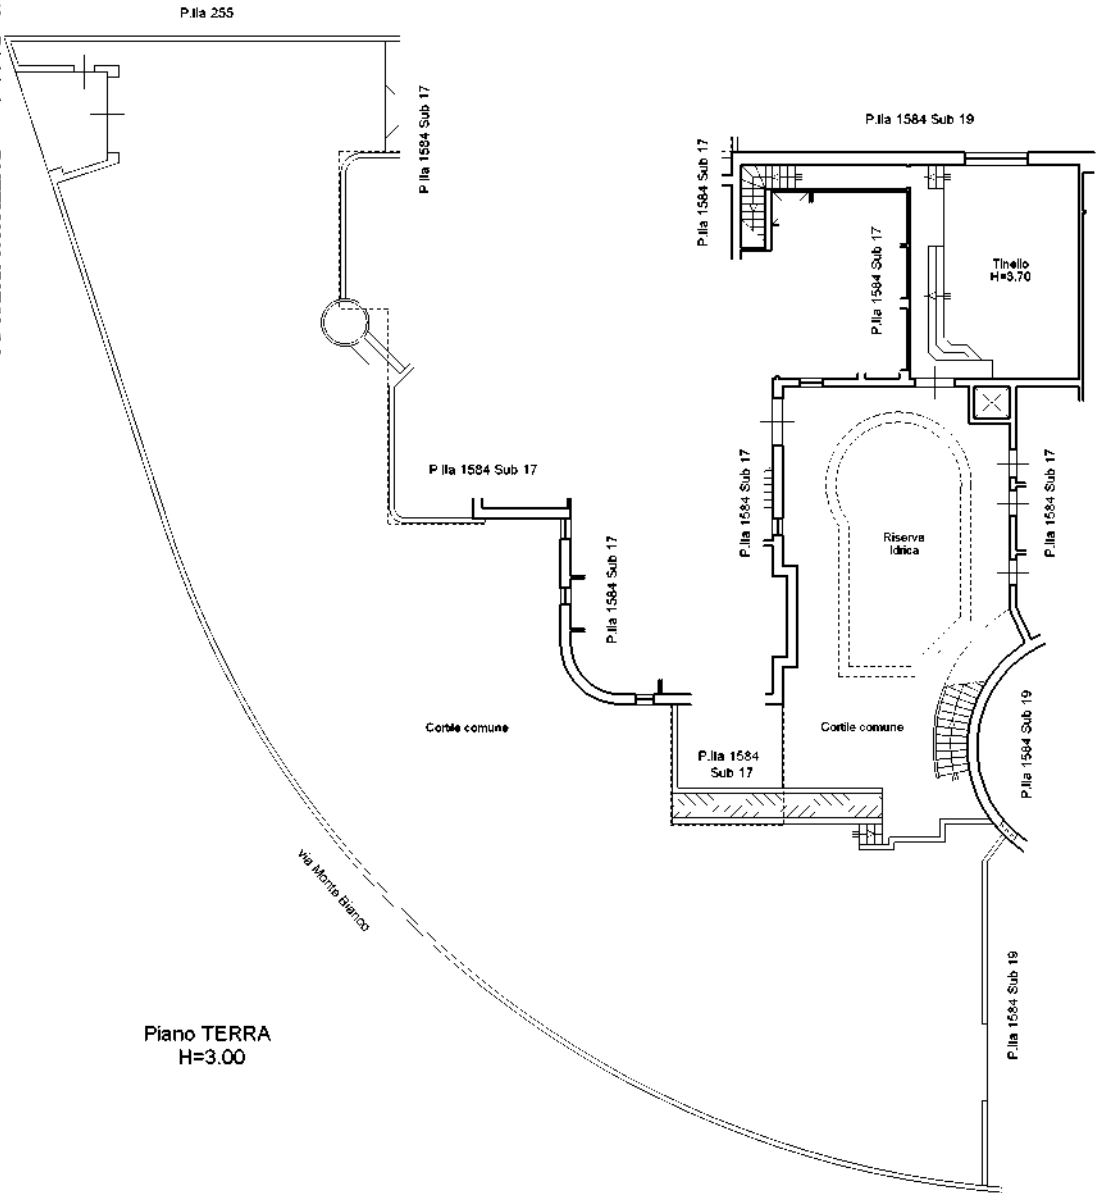 P.lla 255
P.lla 1584 Sub 17
P.lla 1584 Sub 19
P.lla 1584 Sub 17
P.lla 1584 Sub 17
Tinello
H=3.70
P.lla 1584 Sub 17
P.lla 1584 Sub 17
P.lla 1584 Sub 17
P.lla 1584 Sub 17
Riserva
Idrica
Cortile comune
P.lla 1584
Sub 17
Cortile comune
P.lla 1584 Sub 19
via Monte Bianco
P.lla 1584 Sub 19
Piano TERRA
H=3.00